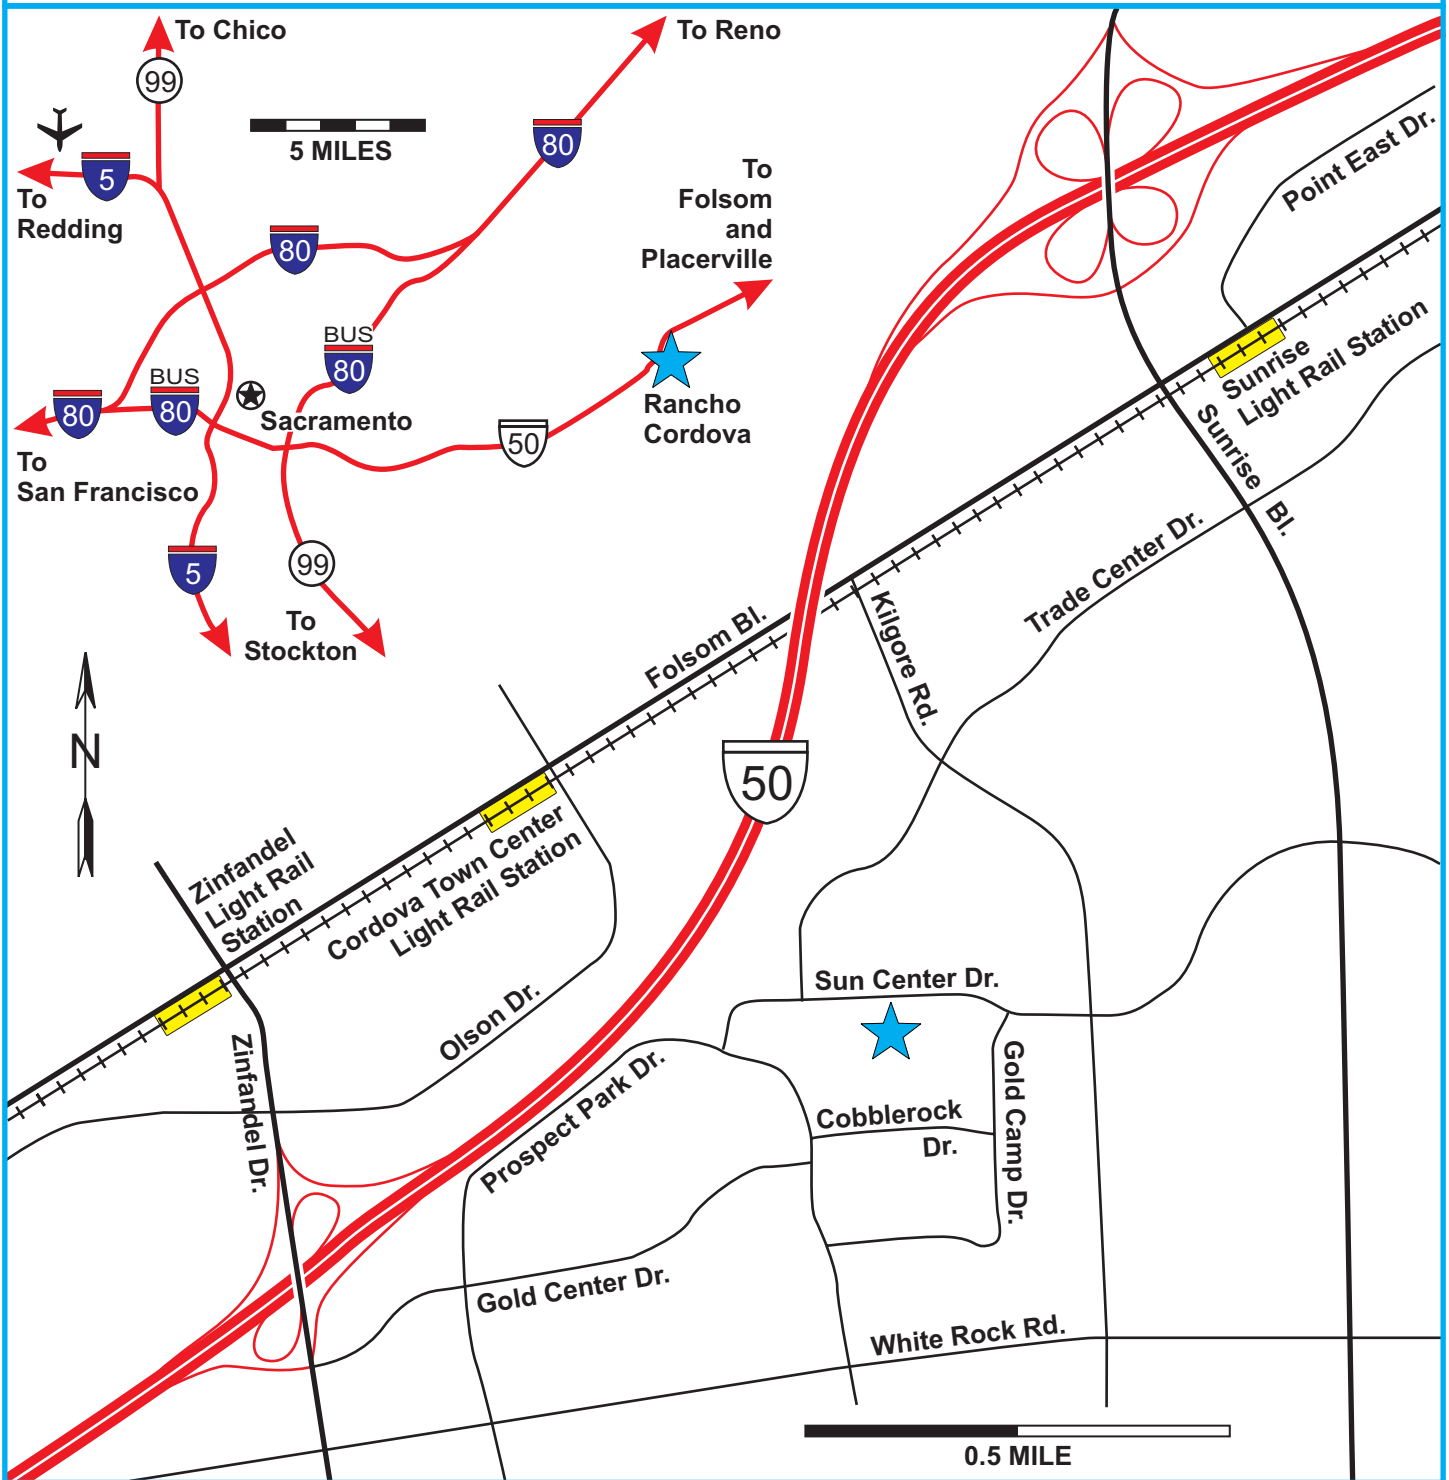 To Chico
To Reno
99
80
5 MILES
5
To
Redding
To
Folsom
and
Placerville
80
BUS
80
BUS
80
80
Sacramento
50
Rancho
Cordova
To
San Francisco
5
99
To
Stockton
N
Point East Dr.
Sunrise
Light Rail Station
Sunrise Bl.
Trade Center Dr.
Kilgore Rd.
Folsom Bl.
50
Zinfandel
Light Rail
Station
Cordova Town Center
Light Rail Station
Olson Dr.
Zinfandel Dr.
Sun Center Dr.
Prospect Park Dr.
Gold Camp Dr.
Cobblerock
Dr.
Gold Center Dr.
White Rock Rd.
0.5 MILE